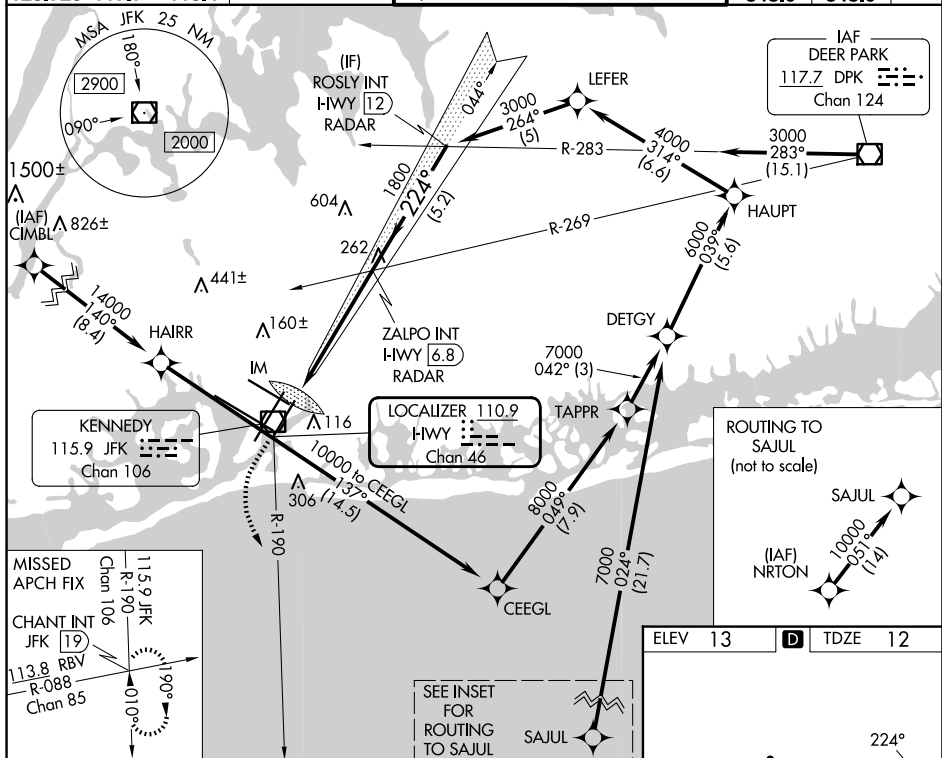 MSA JFK 25 NM
180°
2900
090°
2000
1500±
(IAF)
CIMBL
826±
14000
140°
(8.4)
HAIRR
441±
604
262
160±
IM
116
306
(IF)
ROSLY INT
I-WY 12
RADAR
044°
1800
224°
(5.2)
3000
264°
(5)
LEFER
R-283
R-269
4000
314°
(6.6)
3000
283°
(15.1)
IAF
DEER PARK
117.7 DPK
Chan 124
HAUPT
6000
039°
(5.6)
DETGY
7000
042° (3)
TAPPR
ZALPO INT
I-IWY 6.8
RADAR
KENNEDY
115.9 JFK
Chan 106
LOCALIZER 110.9
I-IWY
Chan 46
10000 to CEEGL
137°
(14.5)
R-190
8000
049°
(7.9)
CEEGL
7000
024°
(21.7)
ROUTING TO
SAJUL
(not to scale)
SAJUL
10000
051°
(14)
(IAF)
NRTON
MISSED
APCH FIX
115.9 JFK
R-190
Chan 106
CHANT INT
JFK 19
113.8 RBV
R-088
Chan 85
190°
010°
SEE INSET
FOR
ROUTING
TO SAJUL
SAJUL
ELEV 13
D
TDZE 12
224°